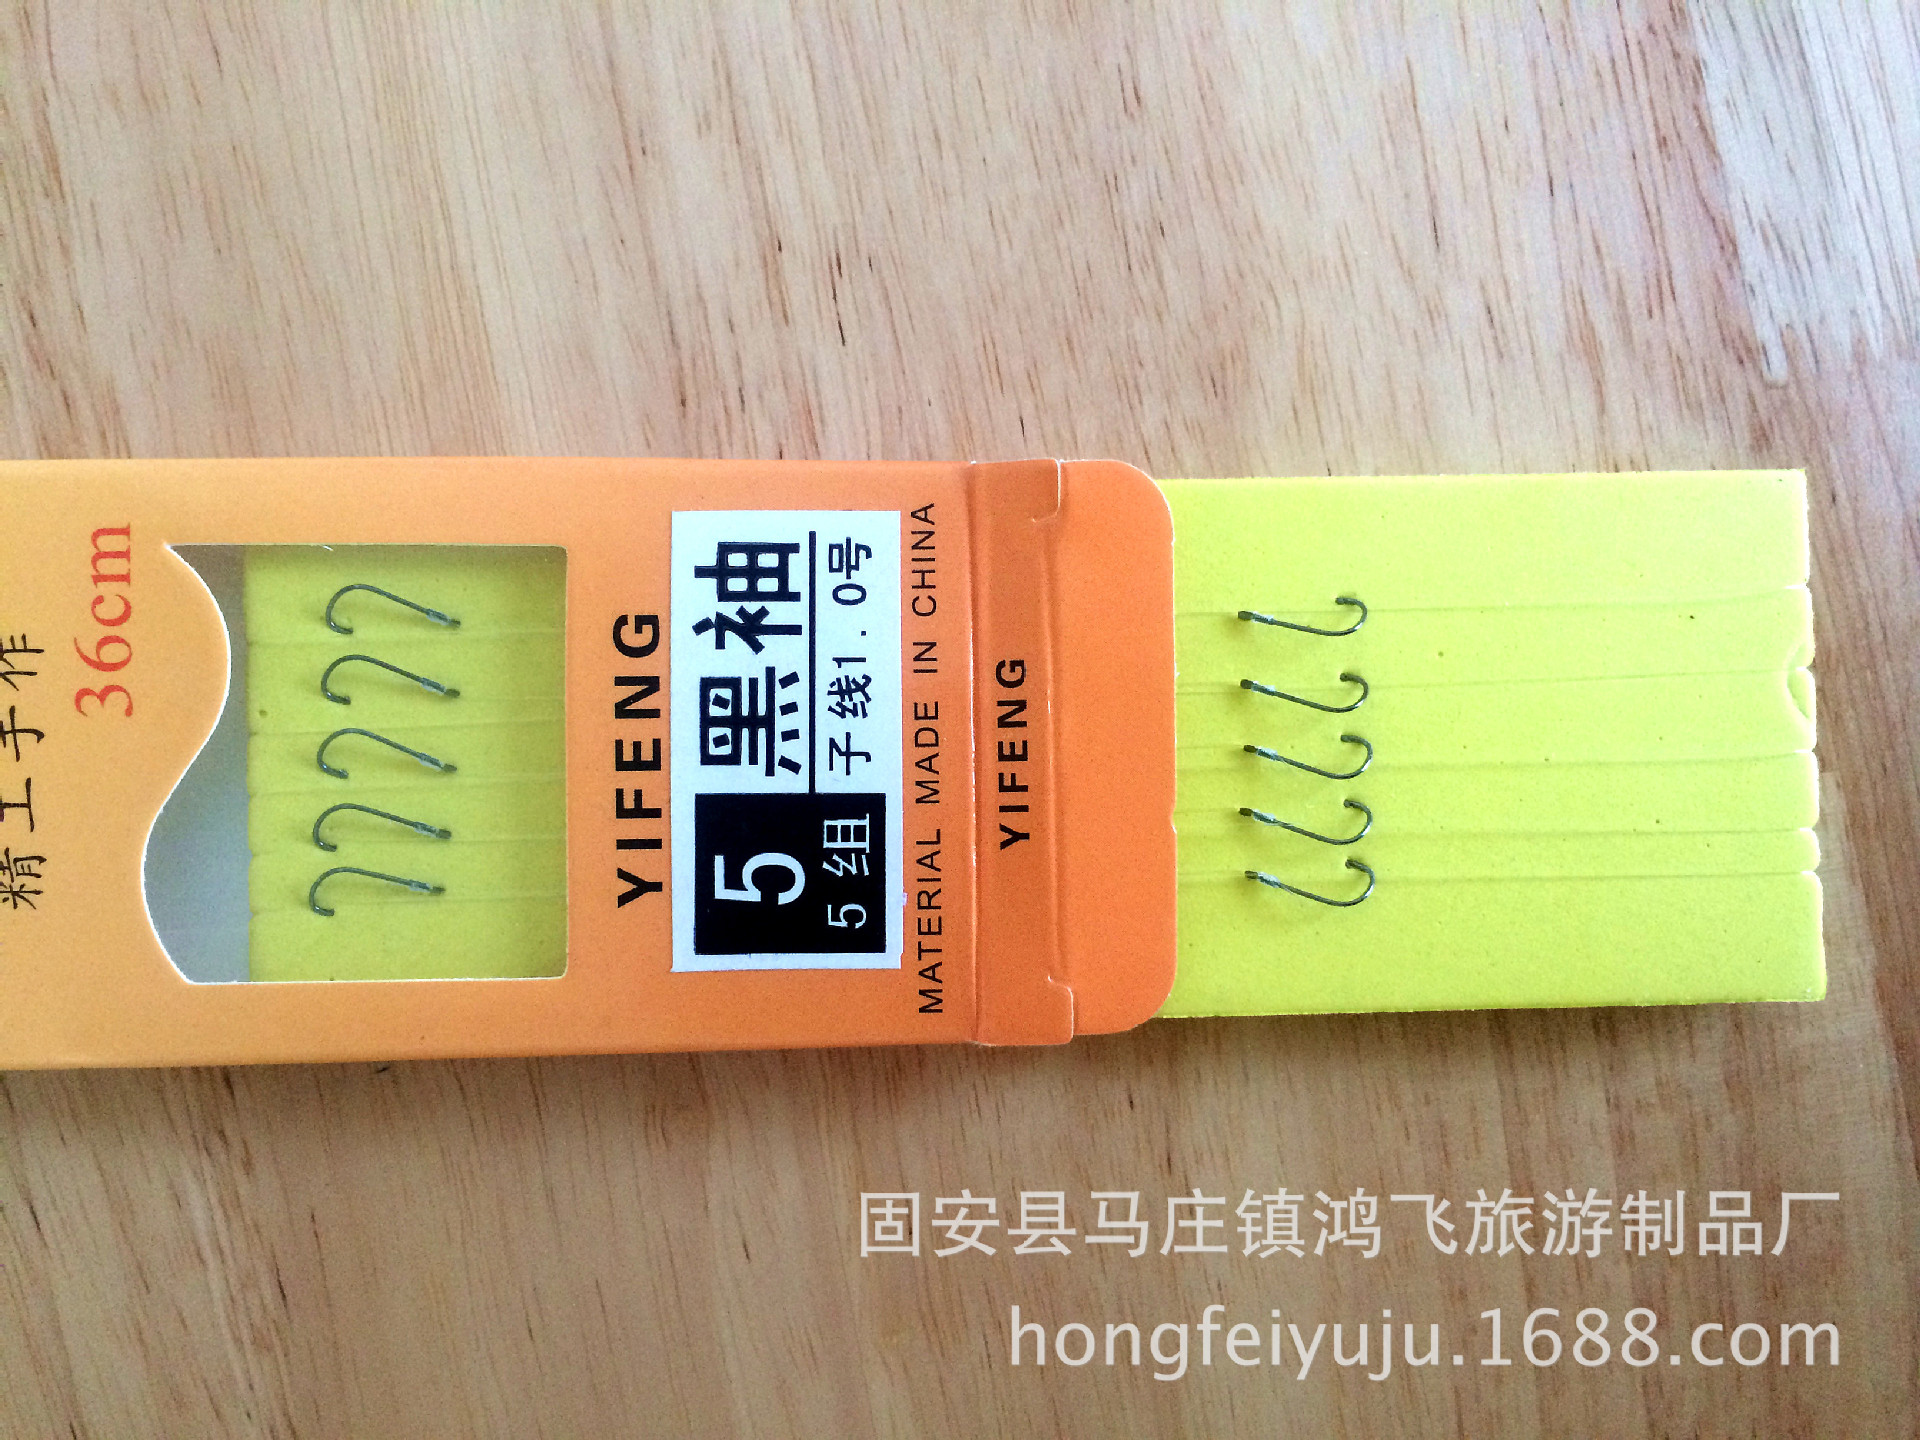 精工手作
36cm
YIFENG
黑袖
5
子线1.0号
5组
MATERIAL MADE IN CHINA
YIFENG
固安县马庄镇鸿飞旅游制品厂
hongfeiyuju.1688.com